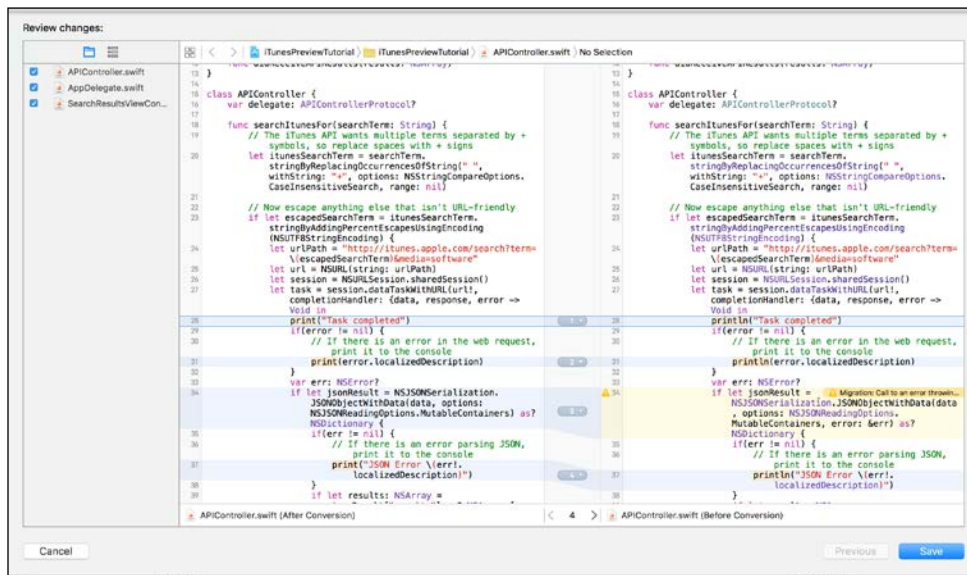 Review changes:
iTunesPreviewTutorial iTunesPreviewTutorial APIController.swift No Selection
APIController.swift
AppDelegate.swift
SearchResultsViewCon...
13 }
14
15 class APIController {
16 var delegate: APIControllerProtocol?
17
18 func searchItunesFor(searchTerm: String) {
19 // The iTunes API wants multiple terms separated by +
symbols, so replace spaces with + signs
20 let itunesSearchTerm = searchTerm.
stringByReplacingOccurrencesOfString(" ",
withString: "+", options: NSStringCompareOptions.
CaseInsensitiveSearch, range: nil)
21
22 // Now escape anything else that isn't URL-friendly
23 if let escapedSearchTerm = itunesSearchTerm.
stringByAddingPercentEscapesUsingEncoding
(NSUTF8StringEncoding) {
24 let urlPath = "http://itunes.apple.com/search?term=
\(escapedSearchTerm)&media=software"
25 let url = NSURL(string: urlPath)
26 let session = NSURLSession.sharedSession()
27 let task = session.dataTaskWithURL(url!,
completionHandler: {data, response, error ->
Void in
28 print("Task completed")
29 if(error != nil) {
30 // If there is an error in the web request,
print it to the console
31 print(error.localizedDescription)
32 }
33 var err: NSError?
34 if let jsonResult = NSJSONSerialization.
JSONObjectWithData(data, options:
NSJSONReadingOptions.MutableContainers) as?
NSDictionary {
35 if(err != nil) {
36 // If there is an error parsing JSON,
print it to the console
37 print("JSON Error \(err!.
localizedDescription)")
38 }
39 if let results: NSArray =
1
2
3
4
13 }
14
15 class APIController {
16 var delegate: APIControllerProtocol?
17
18 func searchItunesFor(searchTerm: String) {
19 // The iTunes API wants multiple terms separated by +
symbols, so replace spaces with + signs
20 let itunesSearchTerm = searchTerm.
stringByReplacingOccurrencesOfString(" ",
withString: "+", options: NSStringCompareOptions.
CaseInsensitiveSearch, range: nil)
21
22 // Now escape anything else that isn't URL-friendly
23 if let escapedSearchTerm = itunesSearchTerm.
stringByAddingPercentEscapesUsingEncoding
(NSUTF8StringEncoding) {
24 let urlPath = "http://itunes.apple.com/search?term=
\(escapedSearchTerm)&media=software"
25 let url = NSURL(string: urlPath)
26 let session = NSURLSession.sharedSession()
27 let task = session.dataTaskWithURL(url!,
completionHandler: {data, response, error ->
Void in
28 println("Task completed")
29 if(error != nil) {
30 // If there is an error in the web request,
print it to the console
31 println(error.localizedDescription)
32 }
33 var err: NSError?
34 if let jsonResult = Migration: Call to an error throwin...
NSJSONSerialization.JSONObjectWithData(data
, options: NSJSONReadingOptions.
MutableContainers, error: &err) as?
NSDictionary {
35 if(err != nil) {
36 // If there is an error parsing JSON,
print it to the console
37 println("JSON Error \(err!.
localizedDescription)")
38 }
APIController.swift (After Conversion) 4 APIController.swift (Before Conversion)
Cancel Previous Save